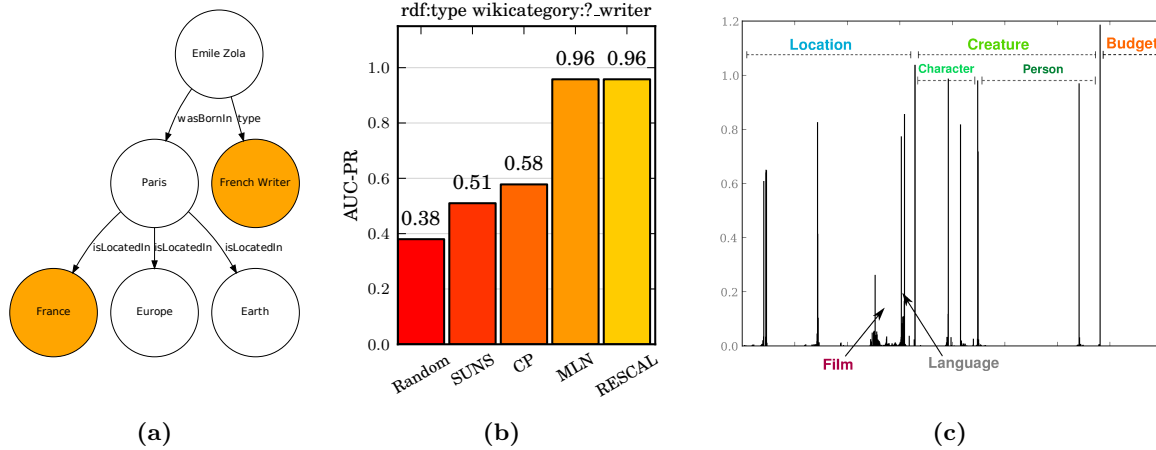 Emile Zola
wasBornIn type
Paris
French Writer
isLocatedIn isLocatedIn isLocatedIn
France
Europe
Earth
(a)
rdf:type wikicategory:?_writer
AUC-PR
1.0
0.8
0.6
0.4
0.2
0.0
0.38
0.51
0.58
0.96
0.96
Random
SUNS
CP
MLN
RESCAL
(b)
1.2
1.0
0.8
0.6
0.4
0.2
0.0
Location
Creature
Budget
Character
Person
Film
Language
(c)